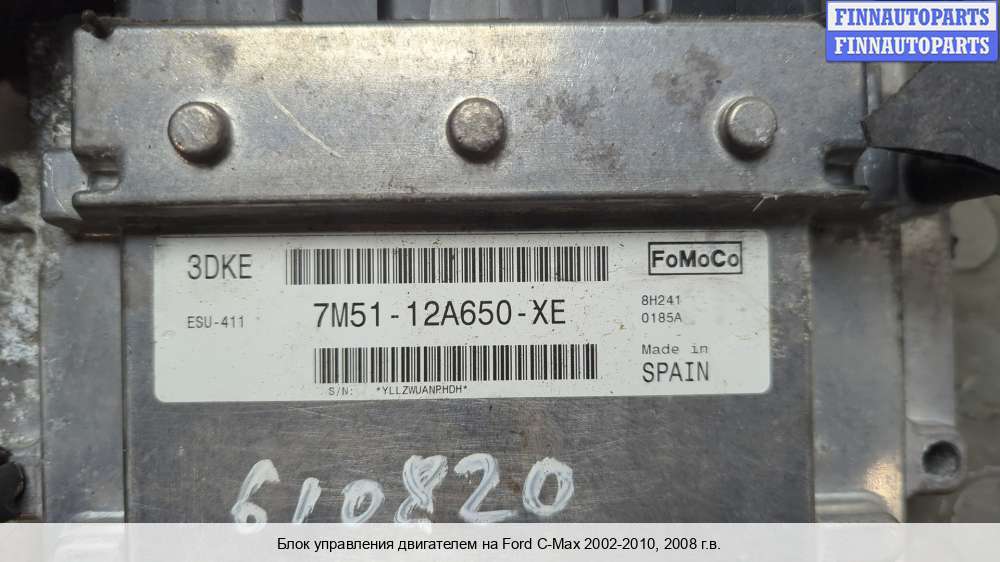 FINNAUTOPARTS
FINNAUTOPARTS
3DKE
FoMoCo
ESU-411
7M51-12A650-XE
8H241
0185A
Made in
SPAIN
S/N: *YLLZWUANPHDH*
610820
Блок управления двигателем на Ford C-Max 2002-2010, 2008 г.в.